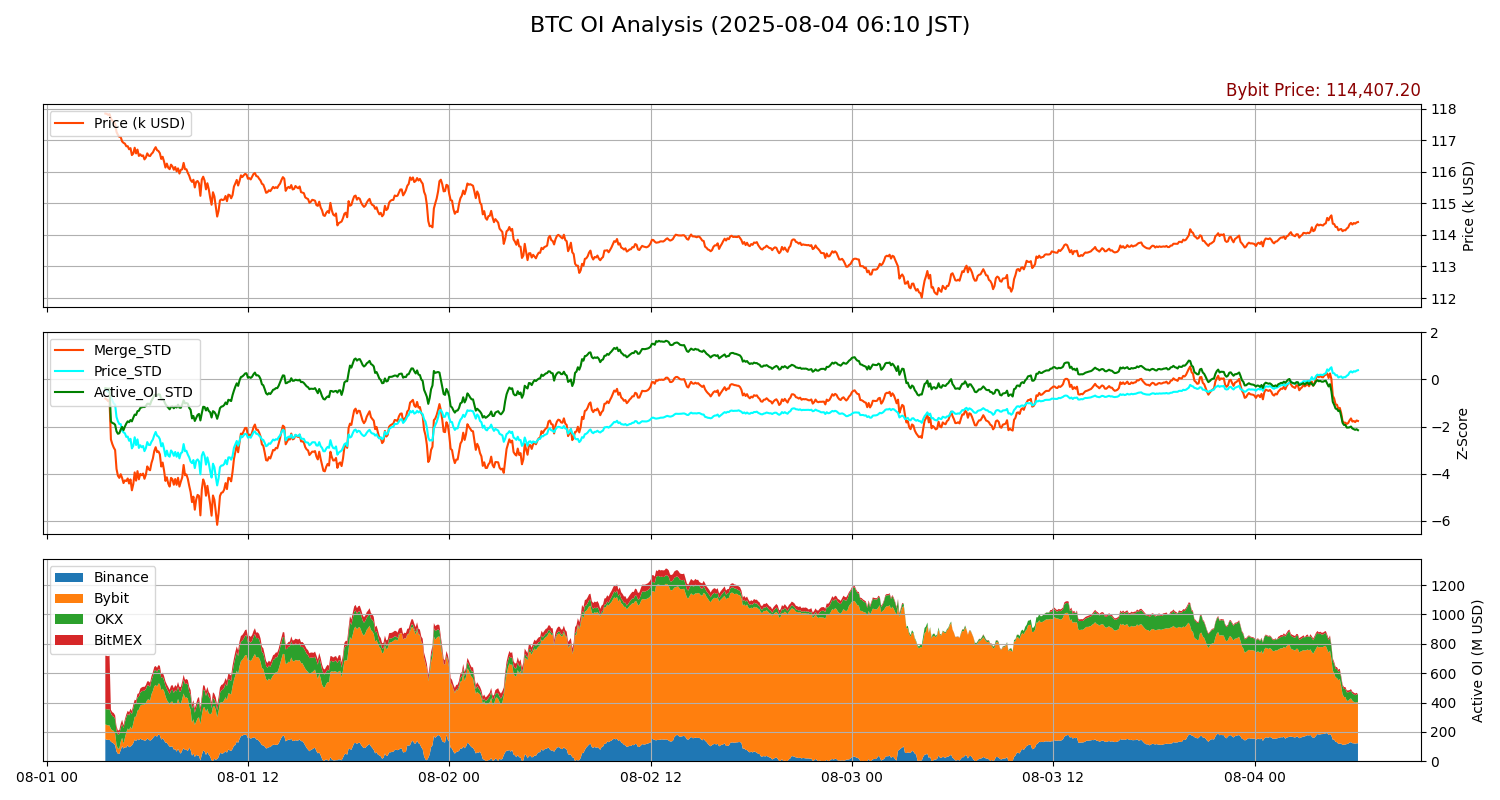 BTC OI Analysis (2025-08-04 06:10 JST)
Bybit Price: 114,407.20
Price (k USD)
118
117
116
115
114
113
112
Price (k USD)
Merge_STD
Price_STD
Active_OI_STD
2
0
−2
−4
−6
Z-Score
Binance
Bybit
OKX
BitMEX
1200
1000
800
600
400
200
0
Active OI (M USD)
08-01 00
08-01 12
08-02 00
08-02 12
08-03 00
08-03 12
08-04 00